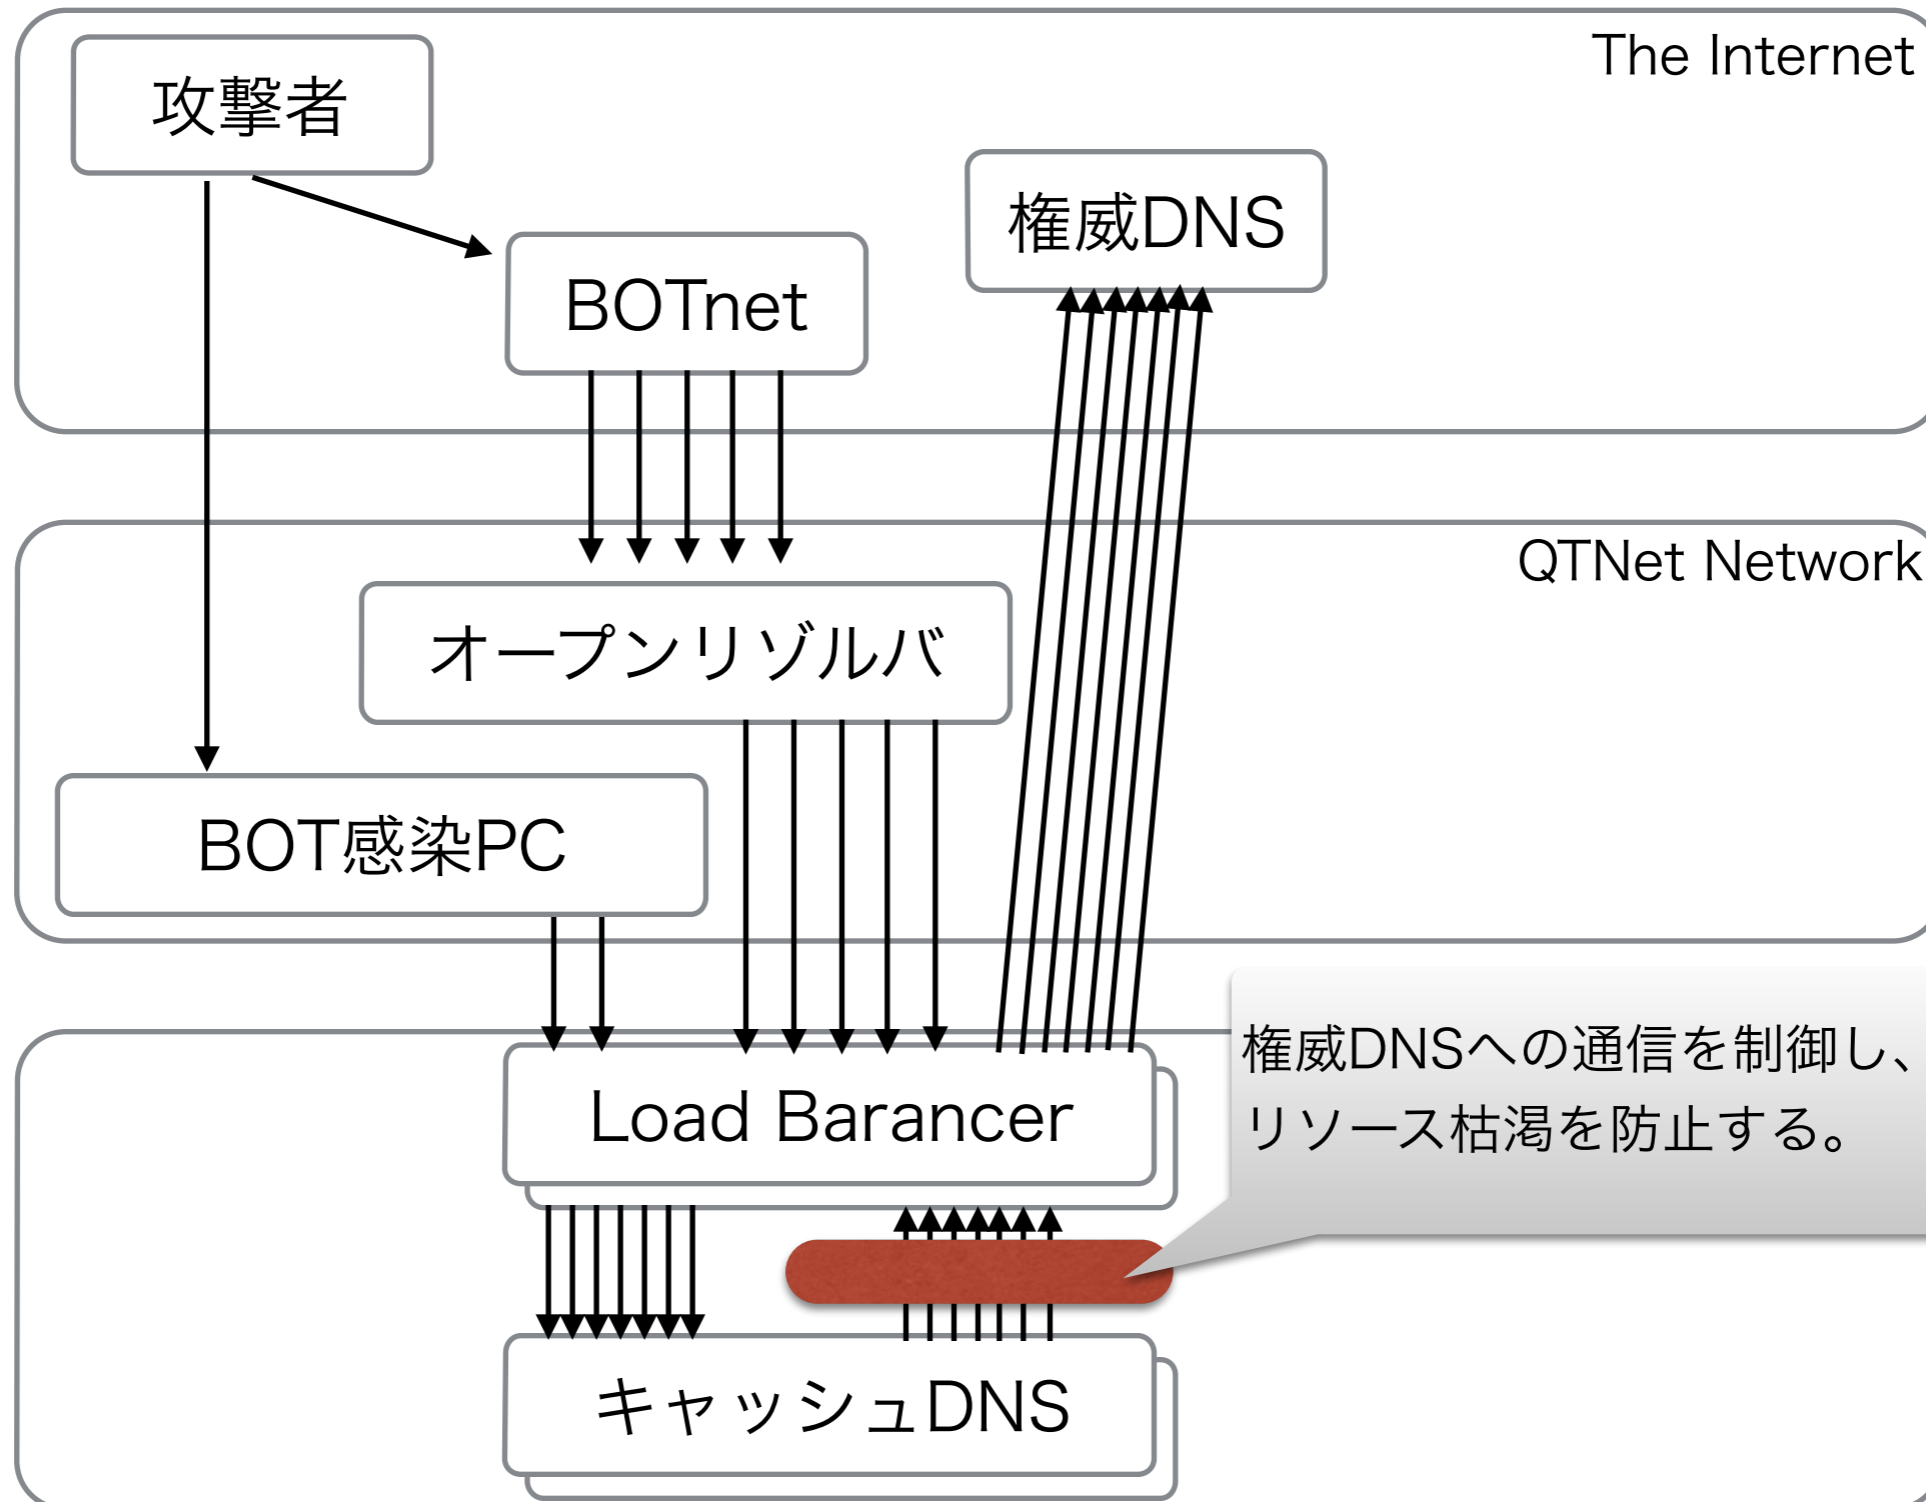 The Internet
攻撃者
権威DNS
BOTnet
QTNet Network
オープンリゾルバ
BOT感染PC
権威DNSへの通信を制御し、
リソース枯渇を防止する。
Load Barancer
キャッシュDNS